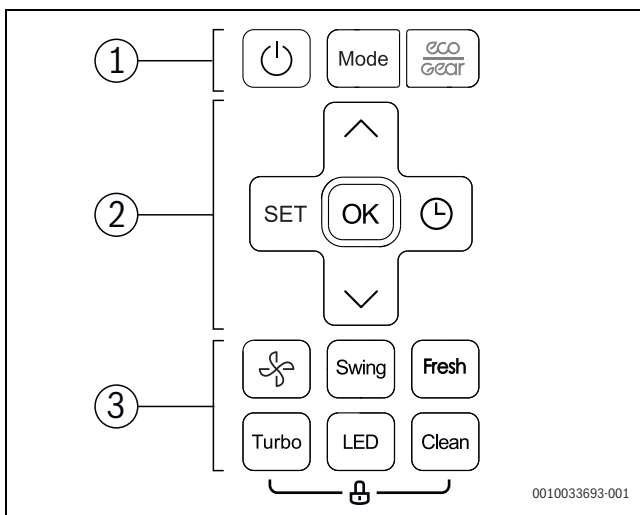 1
Mode
eco
Gear
2
SET
OK
3
Swing
Fresh
Turbo
LED
Clean
0010033693-001